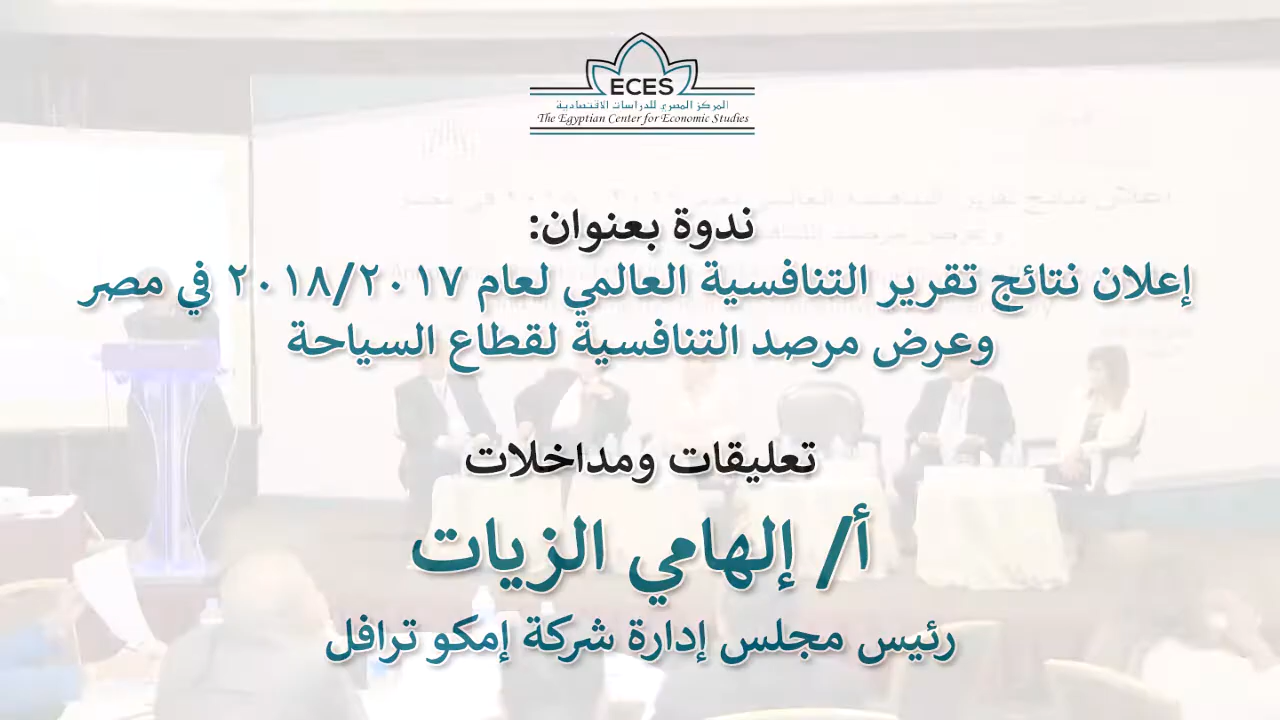 ECES
المركز المصري للدراسات الاقتصادية
The Egyptian Center for Economic Studies
ندوة بعنوان:
إعلان نتائج تقرير التنافسية العالمي لعام ٢٠١٨/٢٠١٧ في مصر
وعرض مرصد التنافسية لقطاع السياحة
تعليقات ومداخلات
أ/ إلهامي الزيات
رئيس مجلس إدارة شركة إمكو ترافل